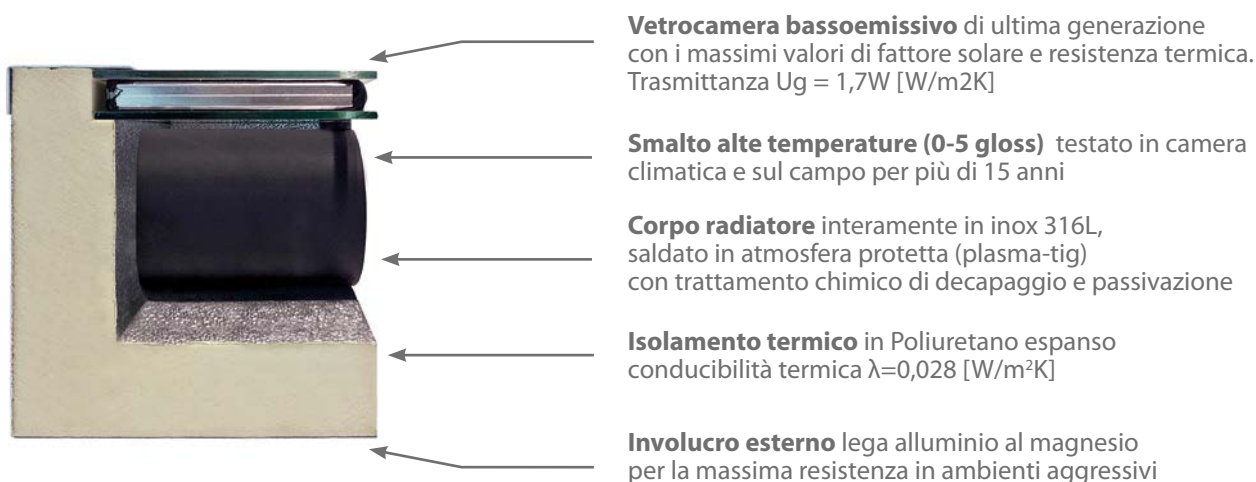 Vetrocamera bassoemissivo di ultima generazione
con i massimi valori di fattore solare e resistenza termica.
Trasmittanza Ug = 1,7W [W/m2K]
Smalto alte temperature (0-5 gloss) testato in camera
climatica e sul campo per più di 15 anni
Corpo radiatore interamente in inox 316L,
saldato in atmosfera protetta (plasma-tig)
con trattamento chimico di decapaggio e passivazione
Isolamento termico in Poliuretano espanso
conducibilità termica λ=0,028 [W/m²K]
Involucro esterno lega alluminio al magnesio
per la massima resistenza in ambienti aggressivi